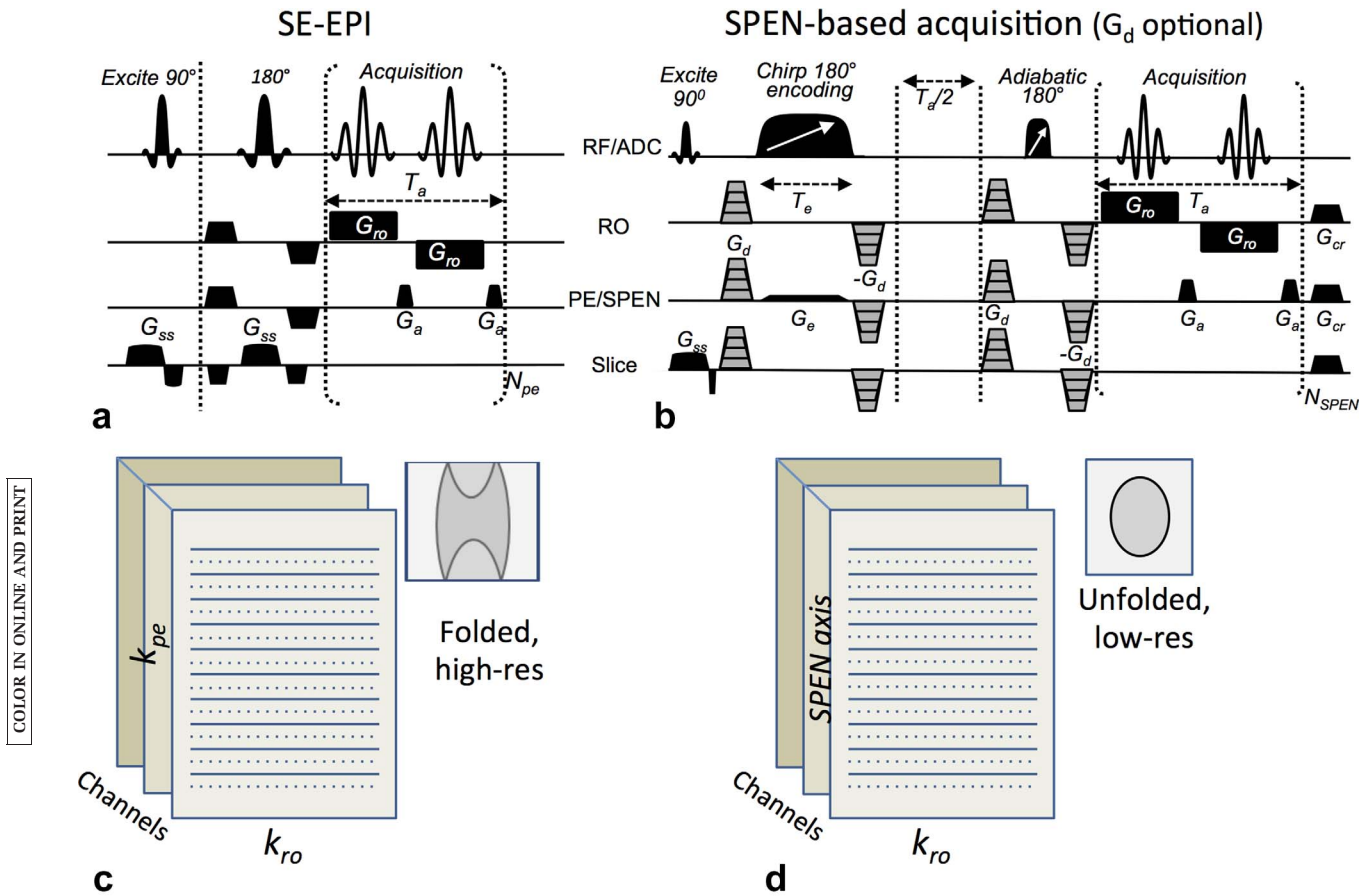 SE-EPI
SPEN-based acquisition (Gd optional)
Excite 90°
180°
Acquisition
Ta
Gro
Gro
Ga
Ga
Gss
Gss
Npe
a
RF/ADC
RO
PE/SPEN
Slice
Excite
90⁰
Chirp 180°
encoding
Ta/2
Adiabatic
180°
Acquisition
Te
Ta
Gro
Gro
Gcr
Gd
-Gd
Ge
Gd
Ga
Ga
Gcr
Gss
-Gd
NSPEN
b
COLOR IN ONLINE AND PRINT
kpe
Channels
kro
Folded,
high-res
c
SPEN axis
Channels
kro
Unfolded,
low-res
d